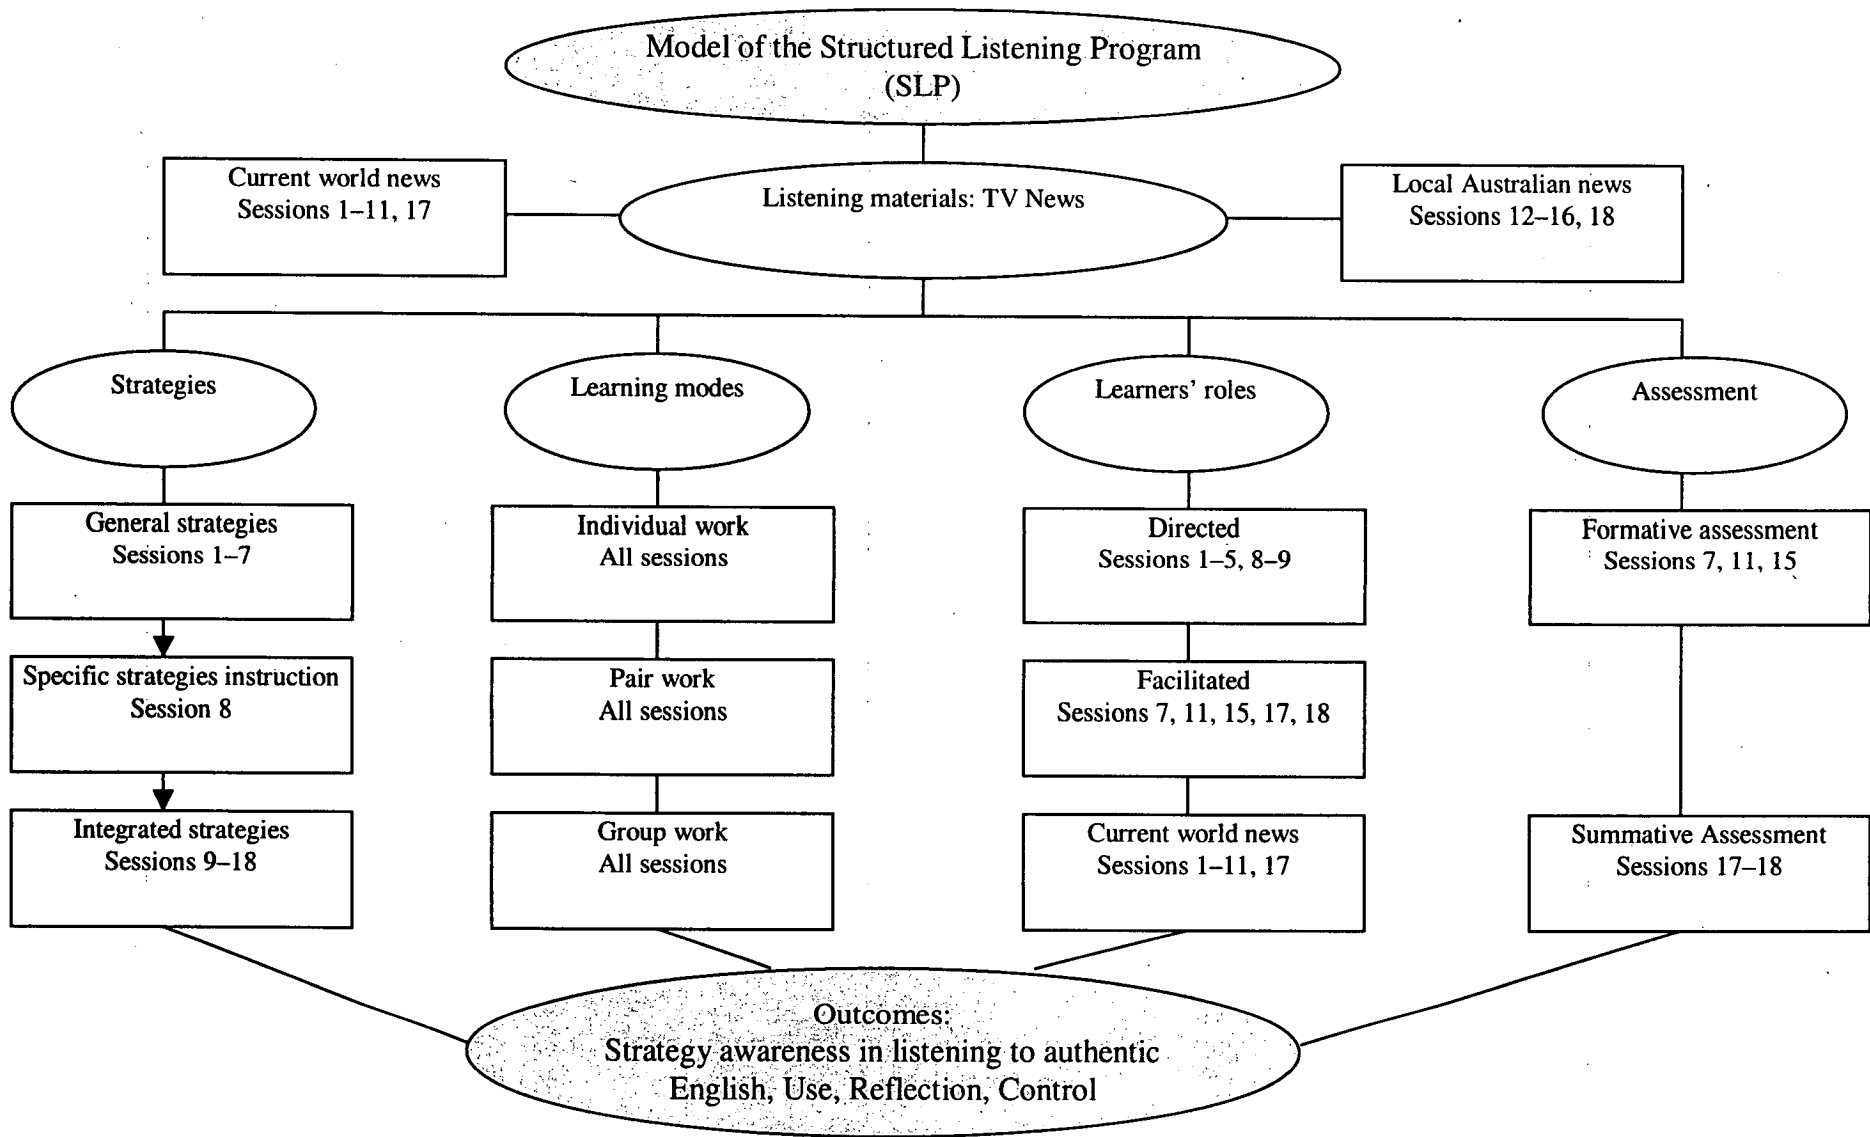 Model of the Structured Listening Program
(SLP)
Current world news
Sessions 1–11, 17
Listening materials: TV News
Local Australian news
Sessions 12–16, 18
Strategies
Learning modes
Learners' roles
Assessment
General strategies
Sessions 1–7
Individual work
All sessions
Directed
Sessions 1–5, 8–9
Formative assessment
Sessions 7, 11, 15
Specific strategies instruction
Session 8
Pair work
All sessions
Facilitated
Sessions 7, 11, 15, 17, 18
Integrated strategies
Sessions 9–18
Group work
All sessions
Current world news
Sessions 1–11, 17
Summative Assessment
Sessions 17–18
Outcomes:
Strategy awareness in listening to authentic
English, Use, Reflection, Control